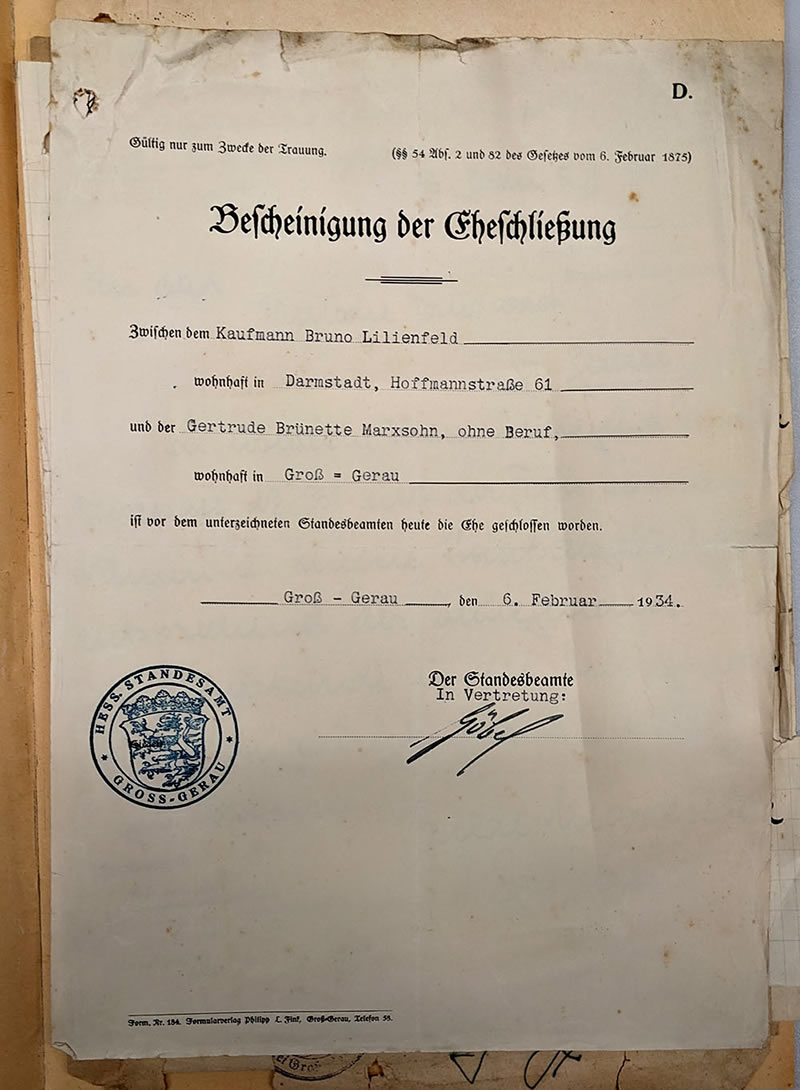 D.
Gültig nur zum Zwecke der Trauung. (§§ 54 Abs. 2 und 82 des Gesetzes vom 6. Februar 1875)
Bescheinigung der Eheschließung
Zwischen dem Kaufmann Bruno Lilienfeld
wohnhaft in Darmstadt, Hoffmannstraße 61
und der Gertrude Brünette Marxsohn, ohne Beruf,
wohnhaft in Groß = Gerau
ist vor dem unterzeichneten Standesbeamten heute die Ehe geschlossen worden.
Groß - Gerau, den 6. Februar 1934.
Der Standesbeamte
In Vertretung:
Göbel
HESS. STANDESAMT
GROSS-GERAU
Form. Nr. 184. Formularverlag Philipp L. Fink, Groß-Gerau, Telefon 55.